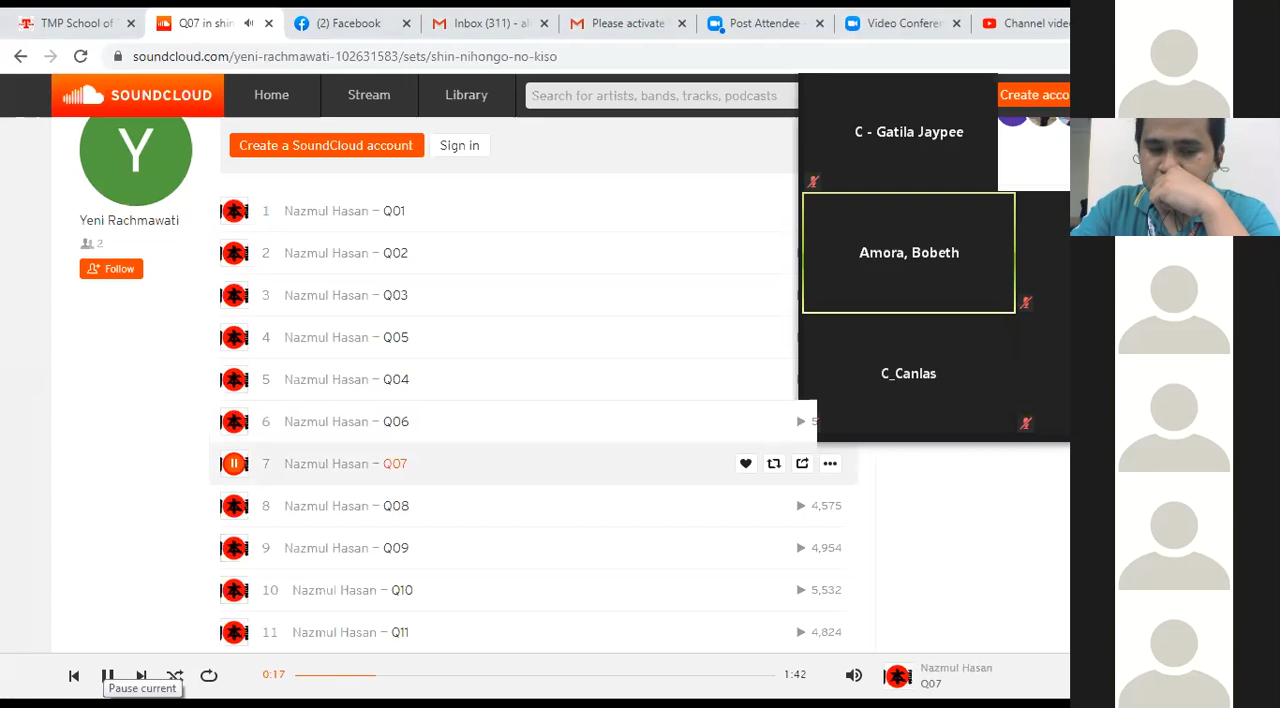 TMP School of
Q07 in shin
(2) Facebook
Inbox (311) - al
Please activate
Post Attendee -
Video Conferen
Channel video
soundcloud.com/yeni-rachmawati-102631583/sets/shin-nihongo-no-kiso
SOUNDCLOUD
Home
Stream
Library
Search for artists, bands, tracks, podcasts
Create acco
Y
Create a SoundCloud account
Sign in
Yeni Rachmawati
2
Follow
C - Gatila Jaypee
Amora, Bobeth
C_Canlas
1 Nazmul Hasan – Q01
2 Nazmul Hasan – Q02
3 Nazmul Hasan – Q03
4 Nazmul Hasan – Q05
5 Nazmul Hasan – Q04
6 Nazmul Hasan – Q06 5
7 Nazmul Hasan – Q07
8 Nazmul Hasan – Q08 4,575
9 Nazmul Hasan – Q09 4,954
10 Nazmul Hasan – Q10 5,532
11 Nazmul Hasan – Q11 4,824
Pause current
0:17
1:42
Nazmul Hasan
Q07